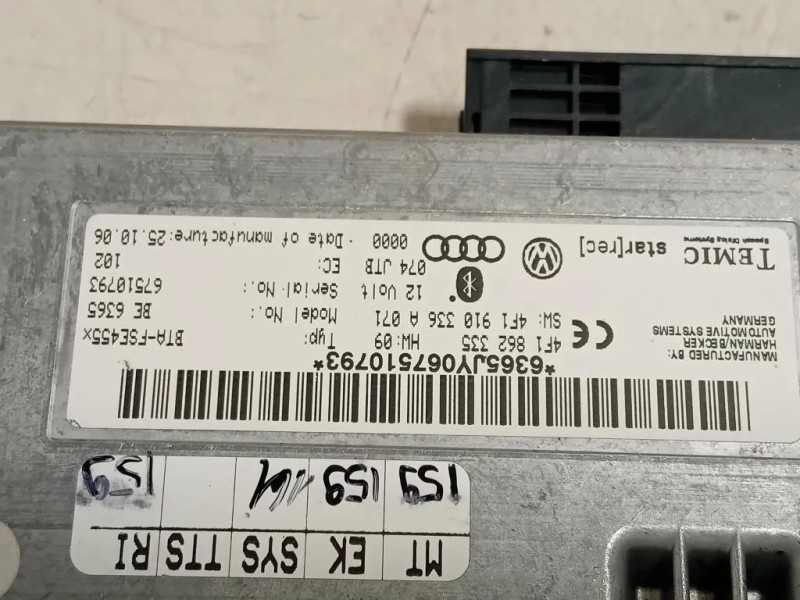 MANUFACTURED BY:
HARMAN/BECKER
AUTOMOTIVE SYSTEMS
GERMANY
TEMIC
Speech Dialog Systems
star[rec]
*6365JY067510793*
4F1 862 335
HW: 09
SW: 4F1 910 336 A 071
12 Volt
074 JTB
0000
Typ: BTA-FSE455x
Model No.: BE 6365
Serial-No.: 67510793
EC: 102
- Date of manufacture: 25.10.06
MT EK SYS TTS RI
159 159 159